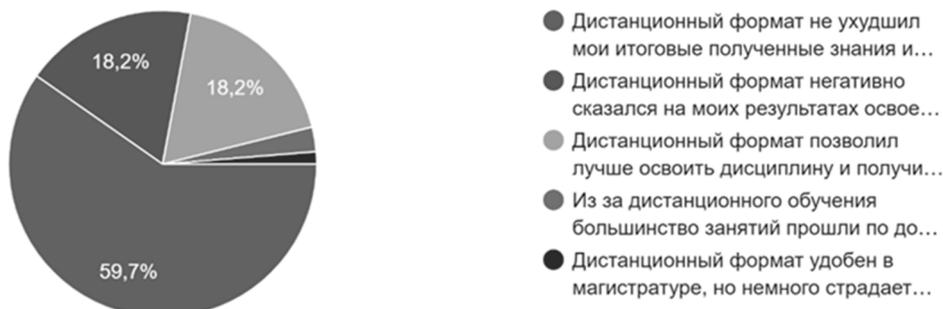 18,2%
18,2%
59,7%
Дистанционный формат не ухудшил
мои итоговые полученные знания и...
Дистанционный формат негативно
сказался на моих результатах освое...
Дистанционный формат позволил
лучше освоить дисциплину и получи...
Из за дистанционного обучения
большинство занятий прошли по до...
Дистанционный формат удобен в
магистратуре, но немного страдает...